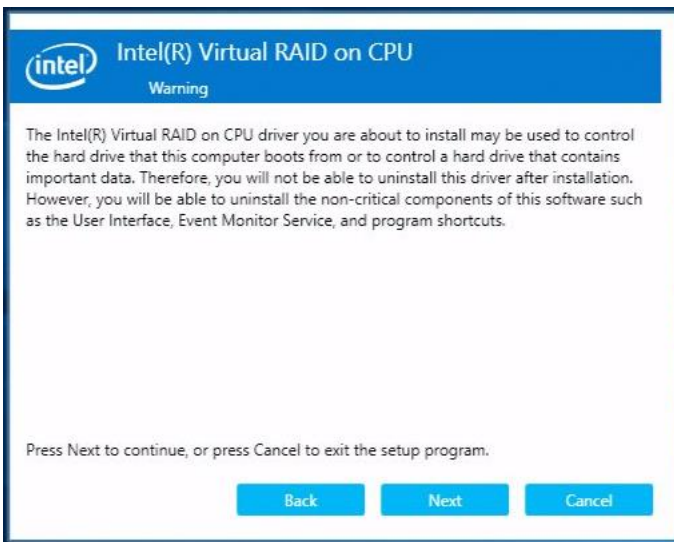 intel
Intel(R) Virtual RAID on CPU
Warning
The Intel(R) Virtual RAID on CPU driver you are about to install may be used to control
the hard drive that this computer boots from or to control a hard drive that contains
important data. Therefore, you will not be able to uninstall this driver after installation.
However, you will be able to uninstall the non-critical components of this software such
as the User Interface, Event Monitor Service, and program shortcuts.
Press Next to continue, or press Cancel to exit the setup program.
Back Next Cancel